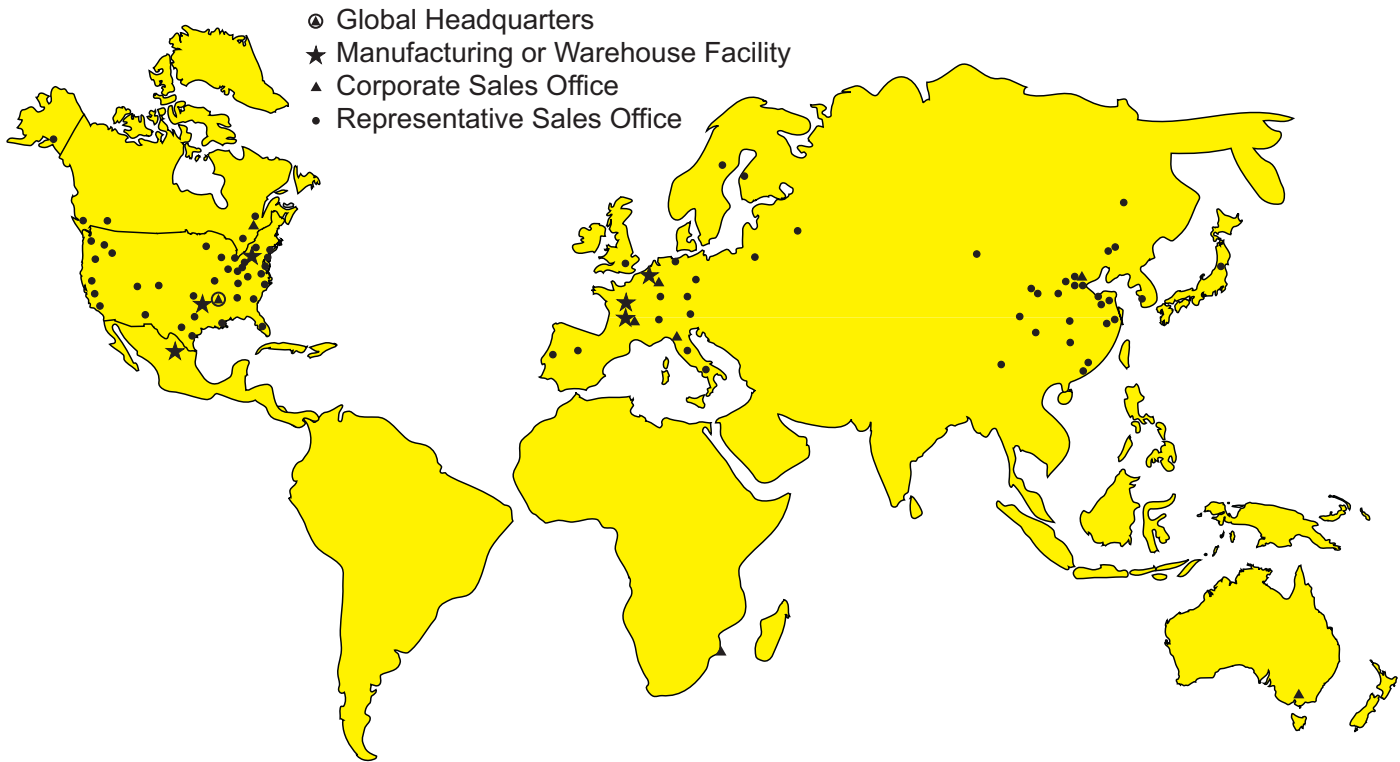 Global Headquarters
Manufacturing or Warehouse Facility
Corporate Sales Office
Representative Sales Office